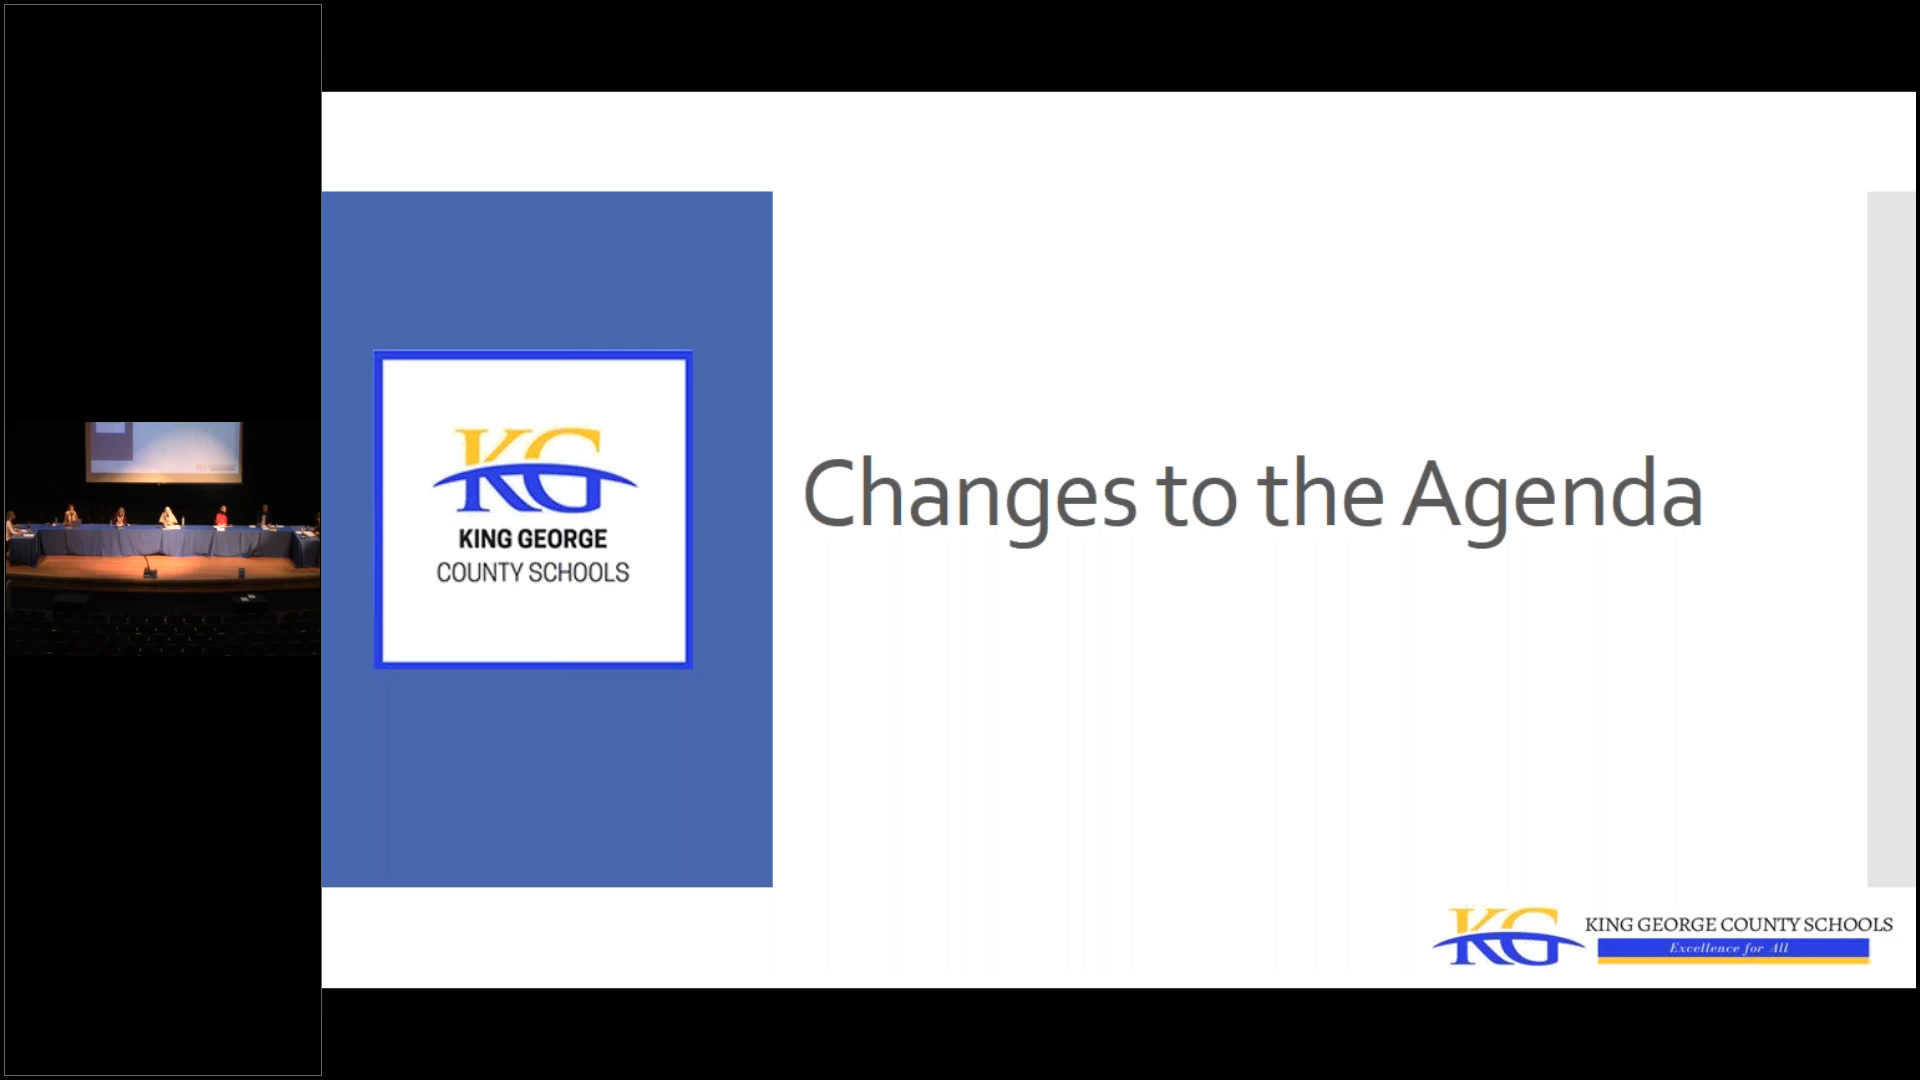 KG
KING GEORGE
COUNTY SCHOOLS
Changes to the Agenda
KG
KING GEORGE COUNTY SCHOOLS
Excellence for All